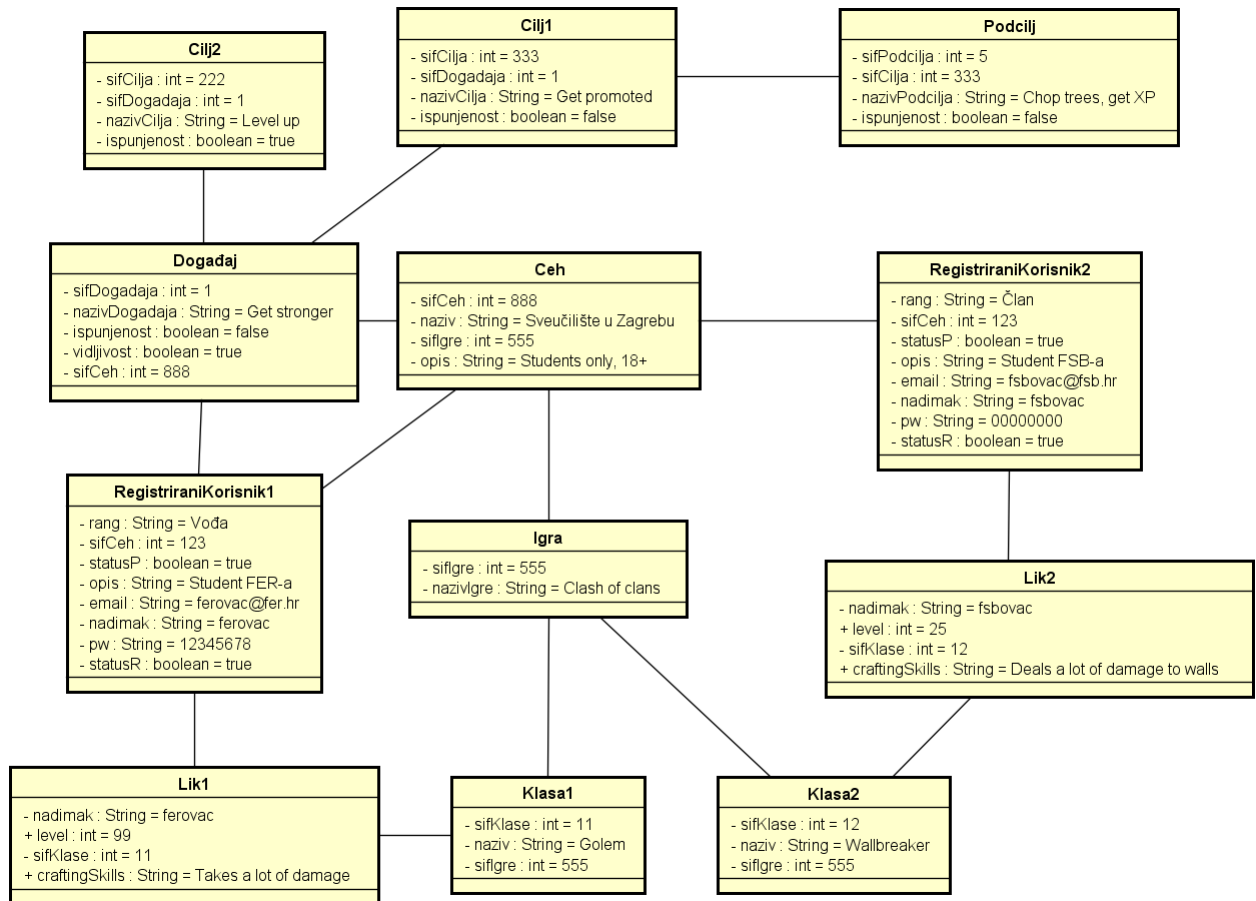 Cilj2
- sifCilja : int = 222
- sifDogadaja : int = 1
- nazivCilja : String = Level up
- ispunjenost : boolean = true
Cilj1
- sifCilja : int = 333
- sifDogadaja : int = 1
- nazivCilja : String = Get promoted
- ispunjenost : boolean = false
Podcilj
- sifPodcilja : int = 5
- sifCilja : int = 333
- nazivPodcilja : String = Chop trees, get XP
- ispunjenost : boolean = false
Događaj
- sifDogadaja : int = 1
- nazivDogadaja : String = Get stronger
- ispunjenost : boolean = false
- vidljivost : boolean = true
- sifCeh : int = 888
Ceh
- sifCeh : int = 888
- naziv : String = Sveučilište u Zagrebu
- sifIgre : int = 555
- opis : String = Students only, 18+
RegistriraniKorisnik2
- rang : String = Član
- sifCeh : int = 123
- statusP : boolean = true
- opis : String = Student FSB-a
- email : String = fsbovac@fsb.hr
- nadimak : String = fsbovac
- pw : String = 00000000
- statusR : boolean = true
RegistriraniKorisnik1
- rang : String = Vođa
- sifCeh : int = 123
- statusP : boolean = true
- opis : String = Student FER-a
- email : String = ferovac@fer.hr
- nadimak : String = ferovac
- pw : String = 12345678
- statusR : boolean = true
Igra
- sifIgre : int = 555
- nazivIgre : String = Clash of clans
Lik2
- nadimak : String = fsbovac
+ level : int = 25
- sifKlase : int = 12
+ craftingSkills : String = Deals a lot of damage to walls
Lik1
- nadimak : String = ferovac
+ level : int = 99
- sifKlase : int = 11
+ craftingSkills : String = Takes a lot of damage
Klasa1
- sifKlase : int = 11
- naziv : String = Golem
- sifIgre : int = 555
Klasa2
- sifKlase : int = 12
- naziv : String = Wallbreaker
- sifIgre : int = 555